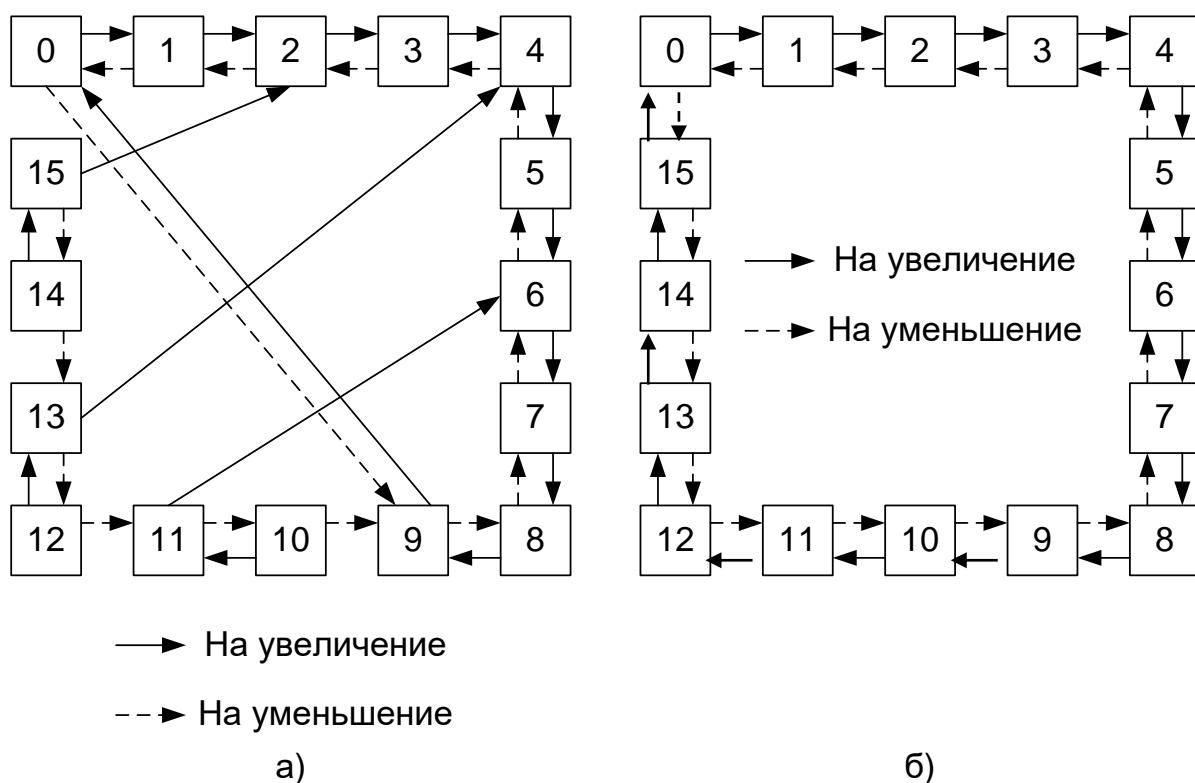 0 1 2 3 4 0 1 2 3 4
15 5 15 5
14 6 14 6
На увеличение
На уменьшение
13 7 13 7
12 11 10 9 8 12 11 10 9 8
На увеличение
На уменьшение
а) б)